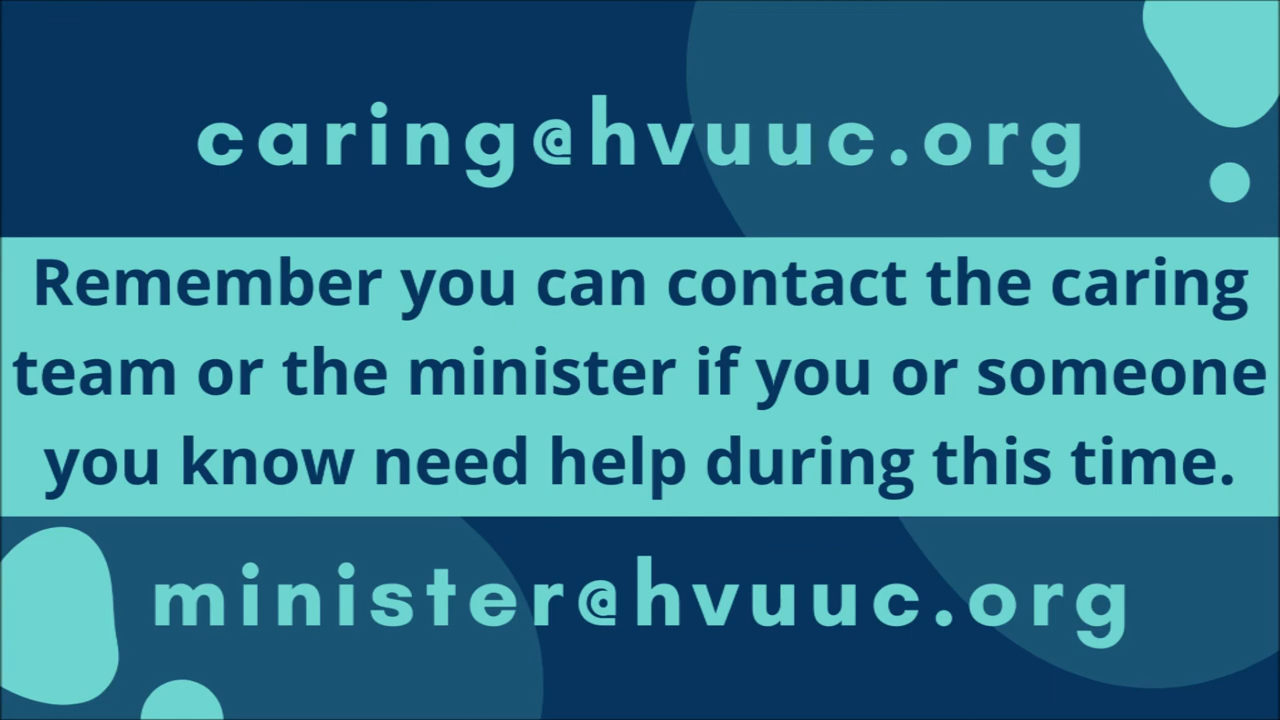 caring@hvuuc.org
Remember you can contact the caring
team or the minister if you or someone
you know need help during this time.
minister@hvuuc.org